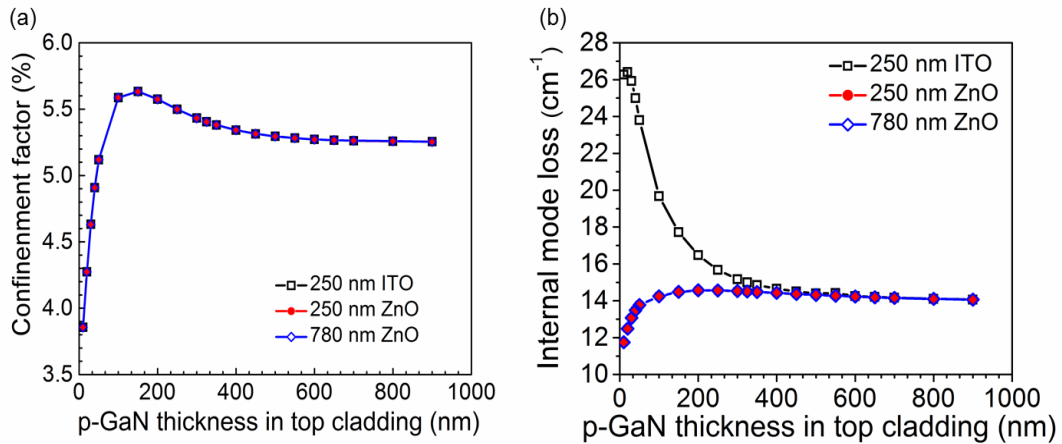 (a)
Confinenment factor (%)
6.0
5.5
5.0
4.5
4.0
3.5
250 nm ITO
250 nm ZnO
780 nm ZnO
0 200 400 600 800 1000
p-GaN thickness in top cladding (nm)
(b)
Internal mode loss (cm⁻¹)
28
26
24
22
20
18
16
14
12
10
250 nm ITO
250 nm ZnO
780 nm ZnO
0 200 400 600 800 1000
p-GaN thickness in top cladding (nm)